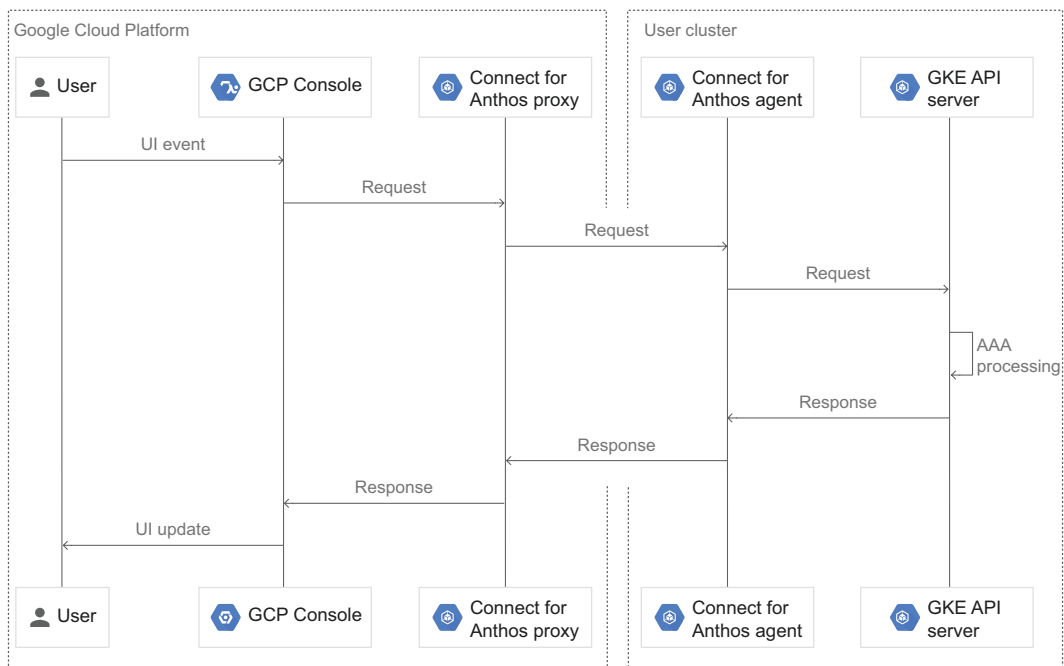 Google Cloud Platform
User cluster
User
GCP Console
Connect for
Anthos proxy
Connect for
Anthos agent
GKE API
server
UI event
Request
Request
Request
AAA
processing
Response
Response
Response
UI update
User
GCP Console
Connect for
Anthos proxy
Connect for
Anthos agent
GKE API
server